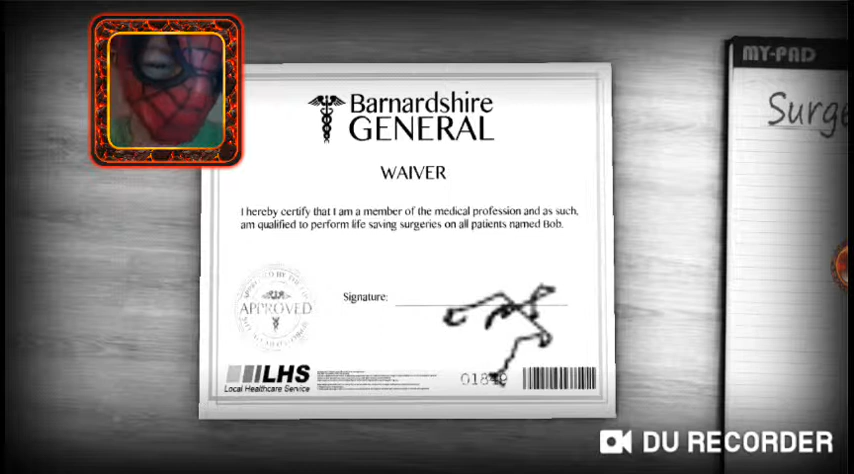 MY-PAD
Surge
Barnardshire
GENERAL
WAIVER
I hereby certify that I am a member of the medical profession and as such,
am qualified to perform life saving surgeries on all patients named Bob.
APPROVED
Signature:
LHS
Local Healthcare Service
DU RECORDER